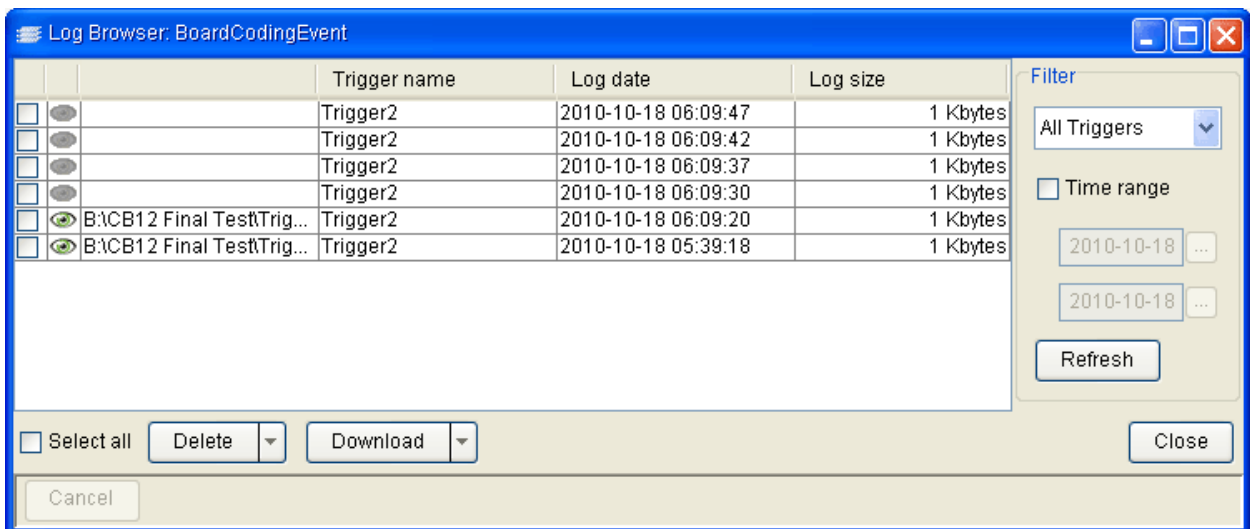 Log Browser: BoardCodingEvent
Trigger name Log date Log size
Trigger2 2010-10-18 06:09:47 1 Kbytes
Trigger2 2010-10-18 06:09:42 1 Kbytes
Trigger2 2010-10-18 06:09:37 1 Kbytes
Trigger2 2010-10-18 06:09:30 1 Kbytes
B:\CB12 Final Test\Trig... Trigger2 2010-10-18 06:09:20 1 Kbytes
B:\CB12 Final Test\Trig... Trigger2 2010-10-18 05:39:18 1 Kbytes
Filter
All Triggers
Time range
2010-10-18 ...
2010-10-18 ...
Refresh
Select all Delete Download Close
Cancel